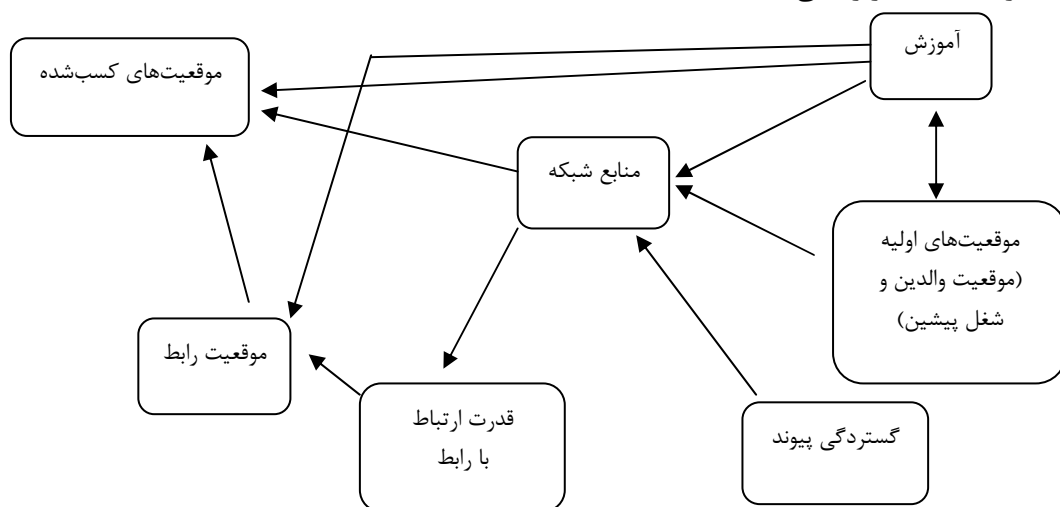 آموزش
موقعیت‌های کسب‌شده
منابع شبکه
موقعیت‌های اولیه
(موقعیت والدین و
شغل پیشین)
موقعیت رابط
قدرت ارتباط
با رابط
گستردگی پیوند